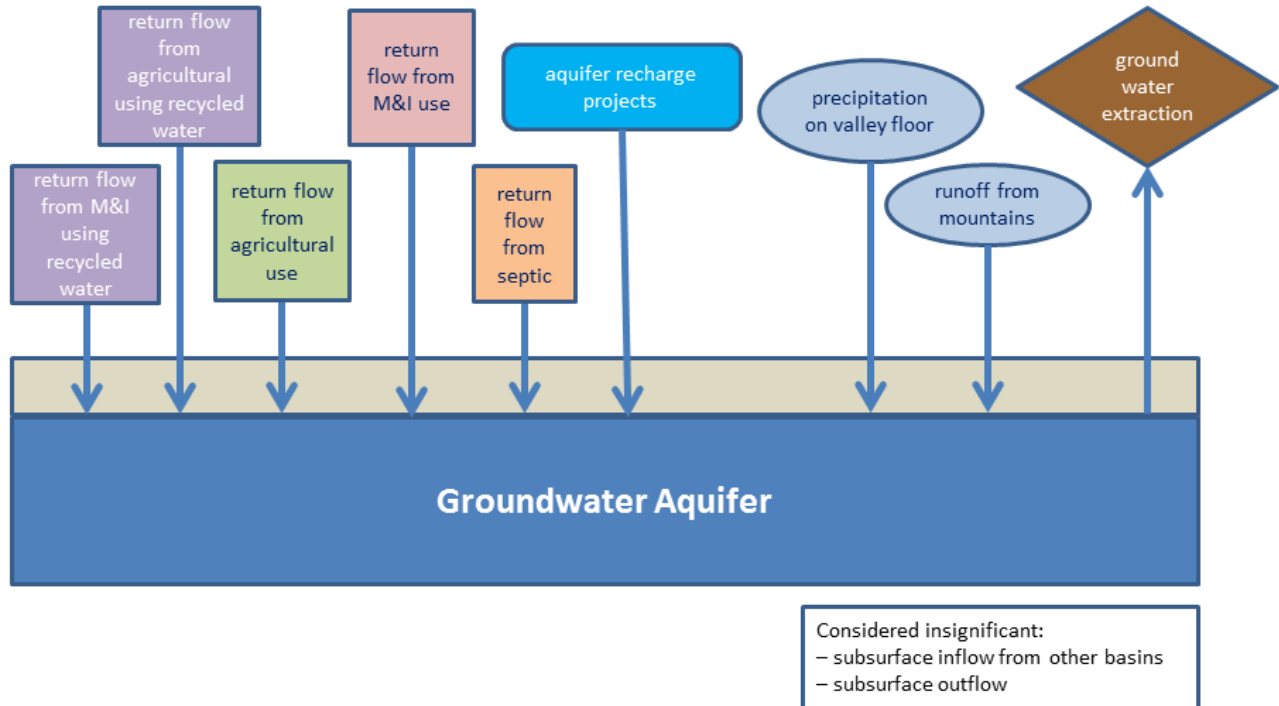 return flow
from
agricultural
using recycled
water
return flow
from M&I
using
recycled
water
return flow
from
agricultural
use
return
flow from
M&I use
return
flow
from
septic
aquifer recharge
projects
precipitation
on valley floor
runoff from
mountains
ground
water
extraction
Groundwater Aquifer
Considered insignificant:
– subsurface inflow from other basins
– subsurface outflow